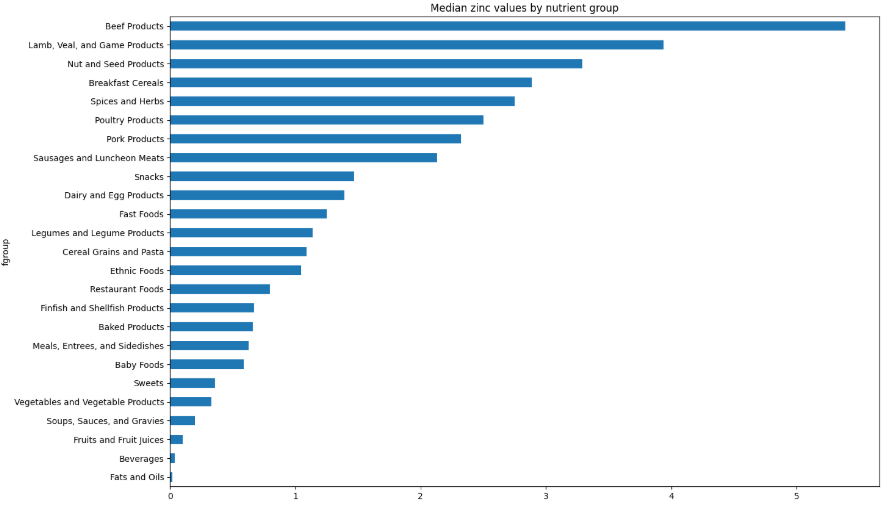 Median zinc values by nutrient group
fgroup
Beef Products
Lamb, Veal, and Game Products
Nut and Seed Products
Breakfast Cereals
Spices and Herbs
Poultry Products
Pork Products
Sausages and Luncheon Meats
Snacks
Dairy and Egg Products
Fast Foods
Legumes and Legume Products
Cereal Grains and Pasta
Ethnic Foods
Restaurant Foods
Finfish and Shellfish Products
Baked Products
Meals, Entrees, and Sidedishes
Baby Foods
Sweets
Vegetables and Vegetable Products
Soups, Sauces, and Gravies
Fruits and Fruit Juices
Beverages
Fats and Oils
0 1 2 3 4 5